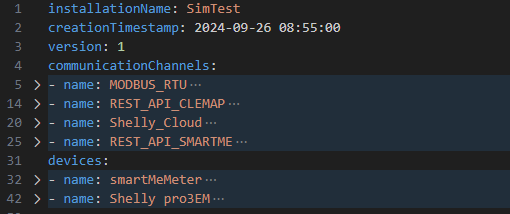 1 installationName: SimTest
2 creationTimestamp: 2024-09-26 08:55:00
3 version: 1
4 communicationChannels:
5 > - name: MODBUS_RTU…
14 > - name: REST_API_CLEMAP…
20 > - name: Shelly_Cloud…
25 > - name: REST_API_SMARTME…
31 devices:
32 > - name: smartMeMeter…
42 > - name: Shelly pro3EM…